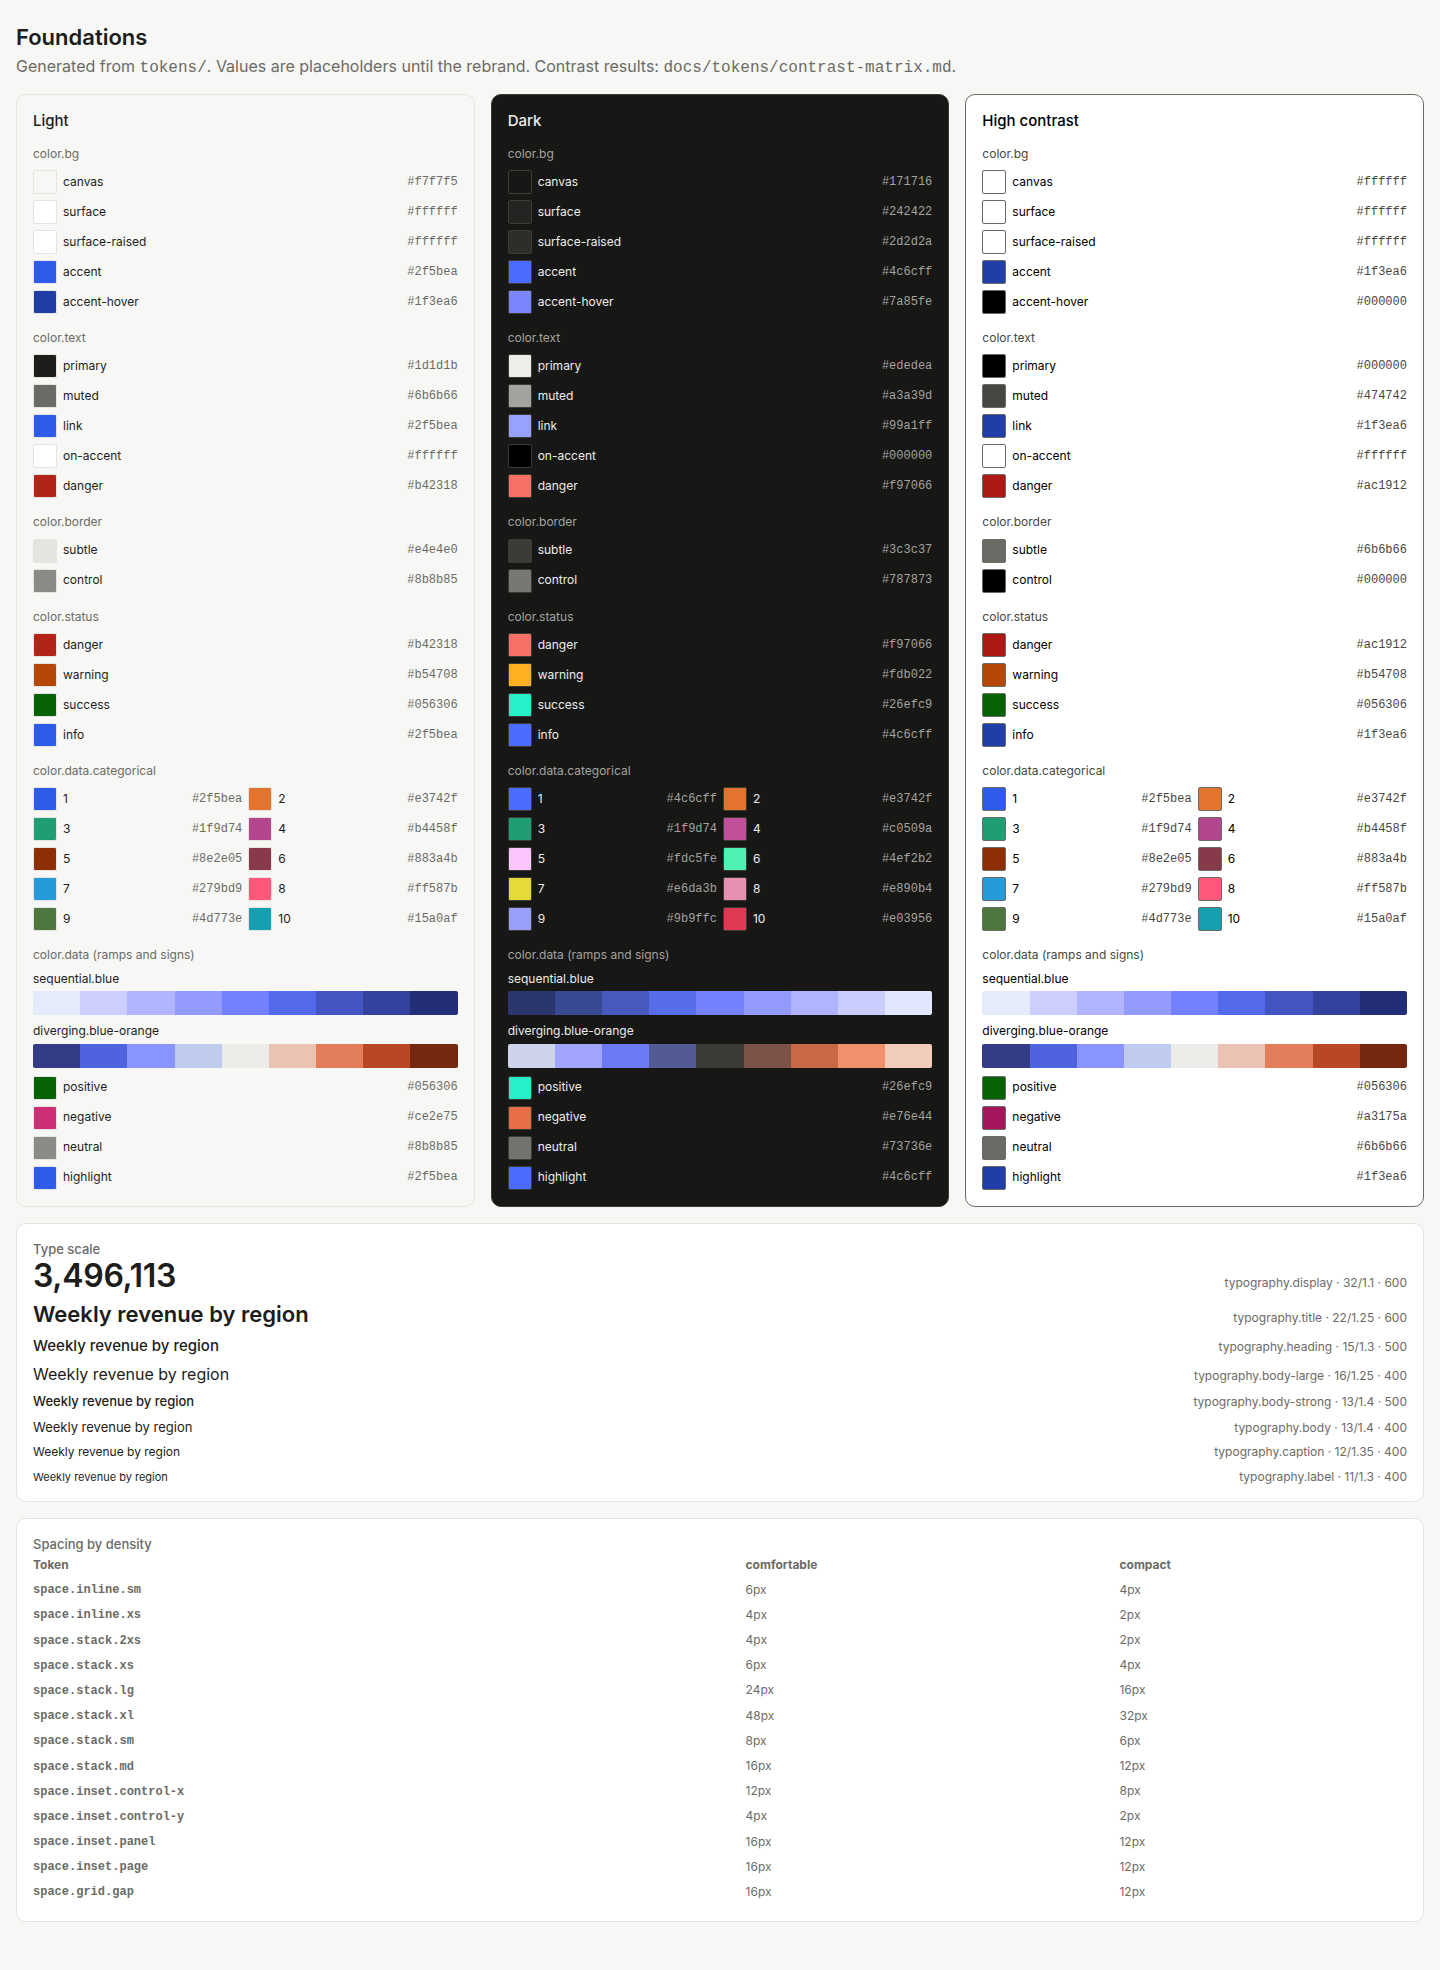 Foundations
Generated from tokens/. Values are placeholders until the rebrand. Contrast results: docs/tokens/contrast-matrix.md.
Light
color.bg
canvas #f7f7f5
surface #ffffff
surface-raised #ffffff
accent #2f5bea
accent-hover #1f3ea6
color.text
primary #1d1d1b
muted #6b6b66
link #2f5bea
on-accent #ffffff
danger #b42318
color.border
subtle #e4e4e0
control #8b8b85
color.status
danger #b42318
warning #b54708
success #056306
info #2f5bea
color.data.categorical
1 #2f5bea 2 #e3742f
3 #1f9d74 4 #b4458f
5 #8e2e05 6 #883a4b
7 #279bd9 8 #ff587b
9 #4d773e 10 #15a0af
color.data (ramps and signs)
sequential.blue
diverging.blue-orange
positive #056306
negative #ce2e75
neutral #8b8b85
highlight #2f5bea
Dark
color.bg
canvas #171716
surface #242422
surface-raised #2d2d2a
accent #4c6cff
accent-hover #7a85fe
color.text
primary #ededea
muted #a3a39d
link #99a1ff
on-accent #000000
danger #f97066
color.border
subtle #3c3c37
control #787873
color.status
danger #f97066
warning #fdb022
success #26efc9
info #4c6cff
color.data.categorical
1 #4c6cff 2 #e3742f
3 #1f9d74 4 #c0509a
5 #fdc5fe 6 #4ef2b2
7 #e6da3b 8 #e890b4
9 #9b9ffc 10 #e03956
color.data (ramps and signs)
sequential.blue
diverging.blue-orange
positive #26efc9
negative #e76e44
neutral #73736e
highlight #4c6cff
High contrast
color.bg
canvas #ffffff
surface #ffffff
surface-raised #ffffff
accent #1f3ea6
accent-hover #000000
color.text
primary #000000
muted #474742
link #1f3ea6
on-accent #ffffff
danger #ac1912
color.border
subtle #6b6b66
control #000000
color.status
danger #ac1912
warning #b54708
success #056306
info #1f3ea6
color.data.categorical
1 #2f5bea 2 #e3742f
3 #1f9d74 4 #b4458f
5 #8e2e05 6 #883a4b
7 #279bd9 8 #ff587b
9 #4d773e 10 #15a0af
color.data (ramps and signs)
sequential.blue
diverging.blue-orange
positive #056306
negative #a3175a
neutral #6b6b66
highlight #1f3ea6
Type scale
3,496,113 typography.display · 32/1.1 · 600
Weekly revenue by region typography.title · 22/1.25 · 600
Weekly revenue by region typography.heading · 15/1.3 · 500
Weekly revenue by region typography.body-large · 16/1.25 · 400
Weekly revenue by region typography.body-strong · 13/1.4 · 500
Weekly revenue by region typography.body · 13/1.4 · 400
Weekly revenue by region typography.caption · 12/1.35 · 400
Weekly revenue by region typography.label · 11/1.3 · 400
Spacing by density
Token comfortable compact
space.inline.sm 6px 4px
space.inline.xs 4px 2px
space.stack.2xs 4px 2px
space.stack.xs 6px 4px
space.stack.lg 24px 16px
space.stack.xl 48px 32px
space.stack.sm 8px 6px
space.stack.md 16px 12px
space.inset.control-x 12px 8px
space.inset.control-y 4px 2px
space.inset.panel 16px 12px
space.inset.page 16px 12px
space.grid.gap 16px 12px